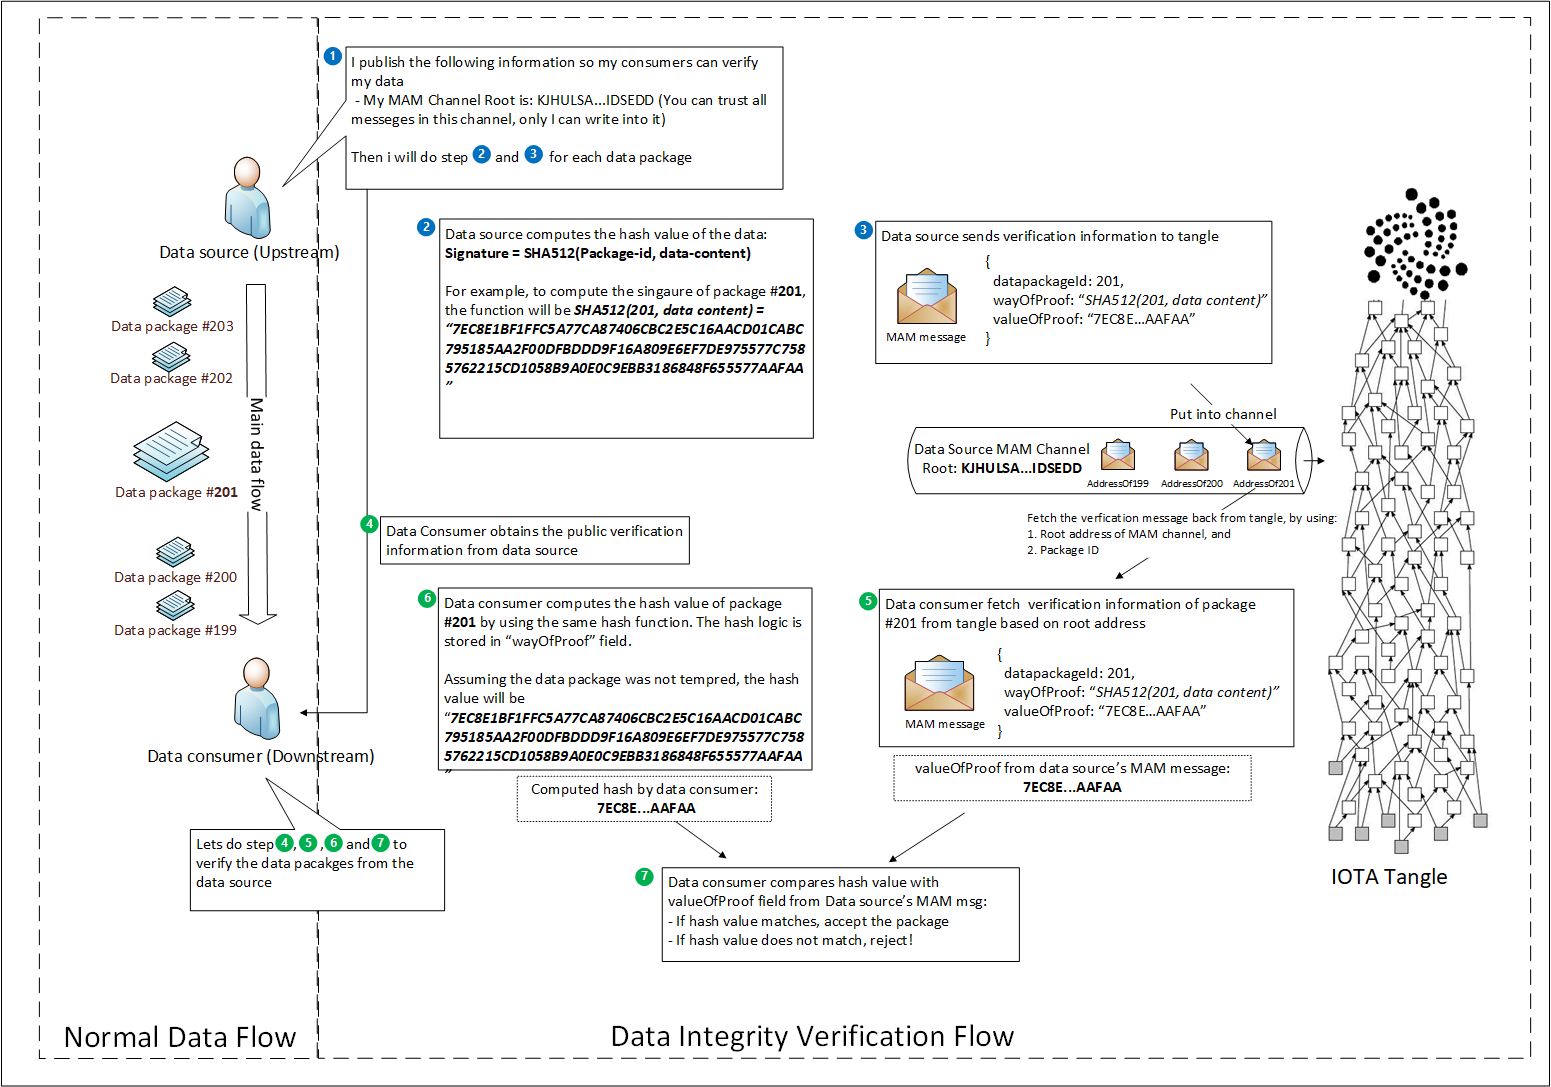 1
I publish the following information so my consumers can verify
my data
- My MAM Channel Root is: KJHULSA...IDSEDD (You can trust all
messeges in this channel, only I can write into it)
Then i will do step 2 and 3 for each data package
Data source (Upstream)
Data package #203
Data package #202
Data package #201
Data package #200
Data package #199
Main data flow
Data consumer (Downstream)
Lets do step 4, 5 , 6 and 7 to
verify the data pacakges from the
data source
2
Data source computes the hash value of the data:
Signature = SHA512(Package-id, data-content)
For example, to compute the singaure of package #201,
the function will be SHA512(201, data content) =
“7EC8E1BF1FFC5A77CA87406CBC2E5C16AACD01CABC
795185AA2F00DFBDDD9F16A809E6EF7DE975577C758
5762215CD1058B9A0E0C9EBB3186848F655577AAFAA
”
3
Data source sends verification information to tangle
{
datapackageId: 201,
wayOfProof: “SHA512(201, data content)”
valueOfProof: “7EC8E...AAFAA”
}
MAM message
Put into channel
Data Source MAM Channel
Root: KJHULSA...IDSEDD
AddressOf199
AddressOf200
AddressOf201
Fetch the verfication message back from tangle, by using:
1. Root address of MAM channel, and
2. Package ID
4
Data Consumer obtains the public verification
information from data source
5
Data consumer fetch verification information of package
#201 from tangle based on root address
{
datapackageId: 201,
wayOfProof: “SHA512(201, data content)”
valueOfProof: “7EC8E...AAFAA”
}
MAM message
valueOfProof from data source’s MAM message:
7EC8E...AAFAA
6
Data consumer computes the hash value of package
#201 by using the same hash function. The hash logic is
stored in “wayOfProof” field.
Assuming the data package was not tempred, the hash
value will be
“7EC8E1BF1FFC5A77CA87406CBC2E5C16AACD01CABC
795185AA2F00DFBDDD9F16A809E6EF7DE975577C758
5762215CD1058B9A0E0C9EBB3186848F655577AAFAA
”
Computed hash by data consumer:
7EC8E...AAFAA
7
Data consumer compares hash value with
valueOfProof field from Data source’s MAM msg:
- If hash value matches, accept the package
- If hash value does not match, reject!
IOTA Tangle
Normal Data Flow
Data Integrity Verification Flow